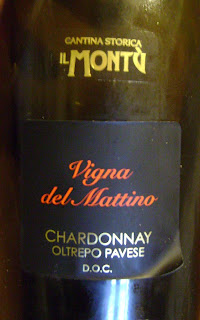 CANTINA STORICA
IL MONTÙ
Vigna
del Mattino
CHARDONNAY
OLTREPO PAVESE
D.O.C.